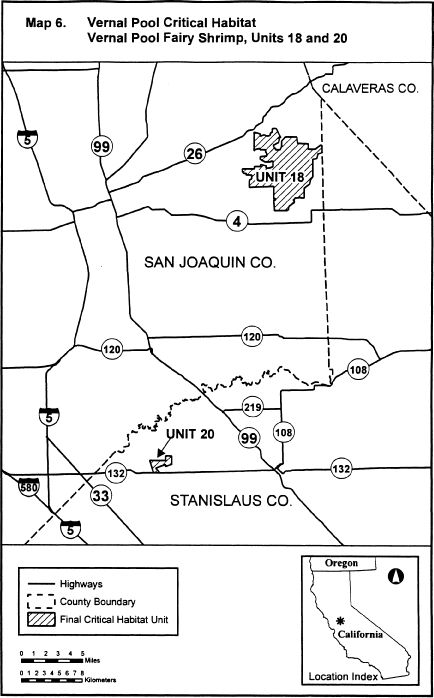 Map 6. Vernal Pool Critical Habitat
Vernal Pool Fairy Shrimp, Units 18 and 20
CALAVERAS CO.
5
99
26
UNIT 18
4
SAN JOAQUIN CO.
120
120
108
219
5
UNIT 20
99
108
132
132
580
33
STANISLAUS CO.
5
Highways
County Boundary
Final Critical Habitat Unit
0 1 2 3 4 5
Miles
0 1 2 3 4 5 6 7 8
Kilometers
Oregon
California
Location Index